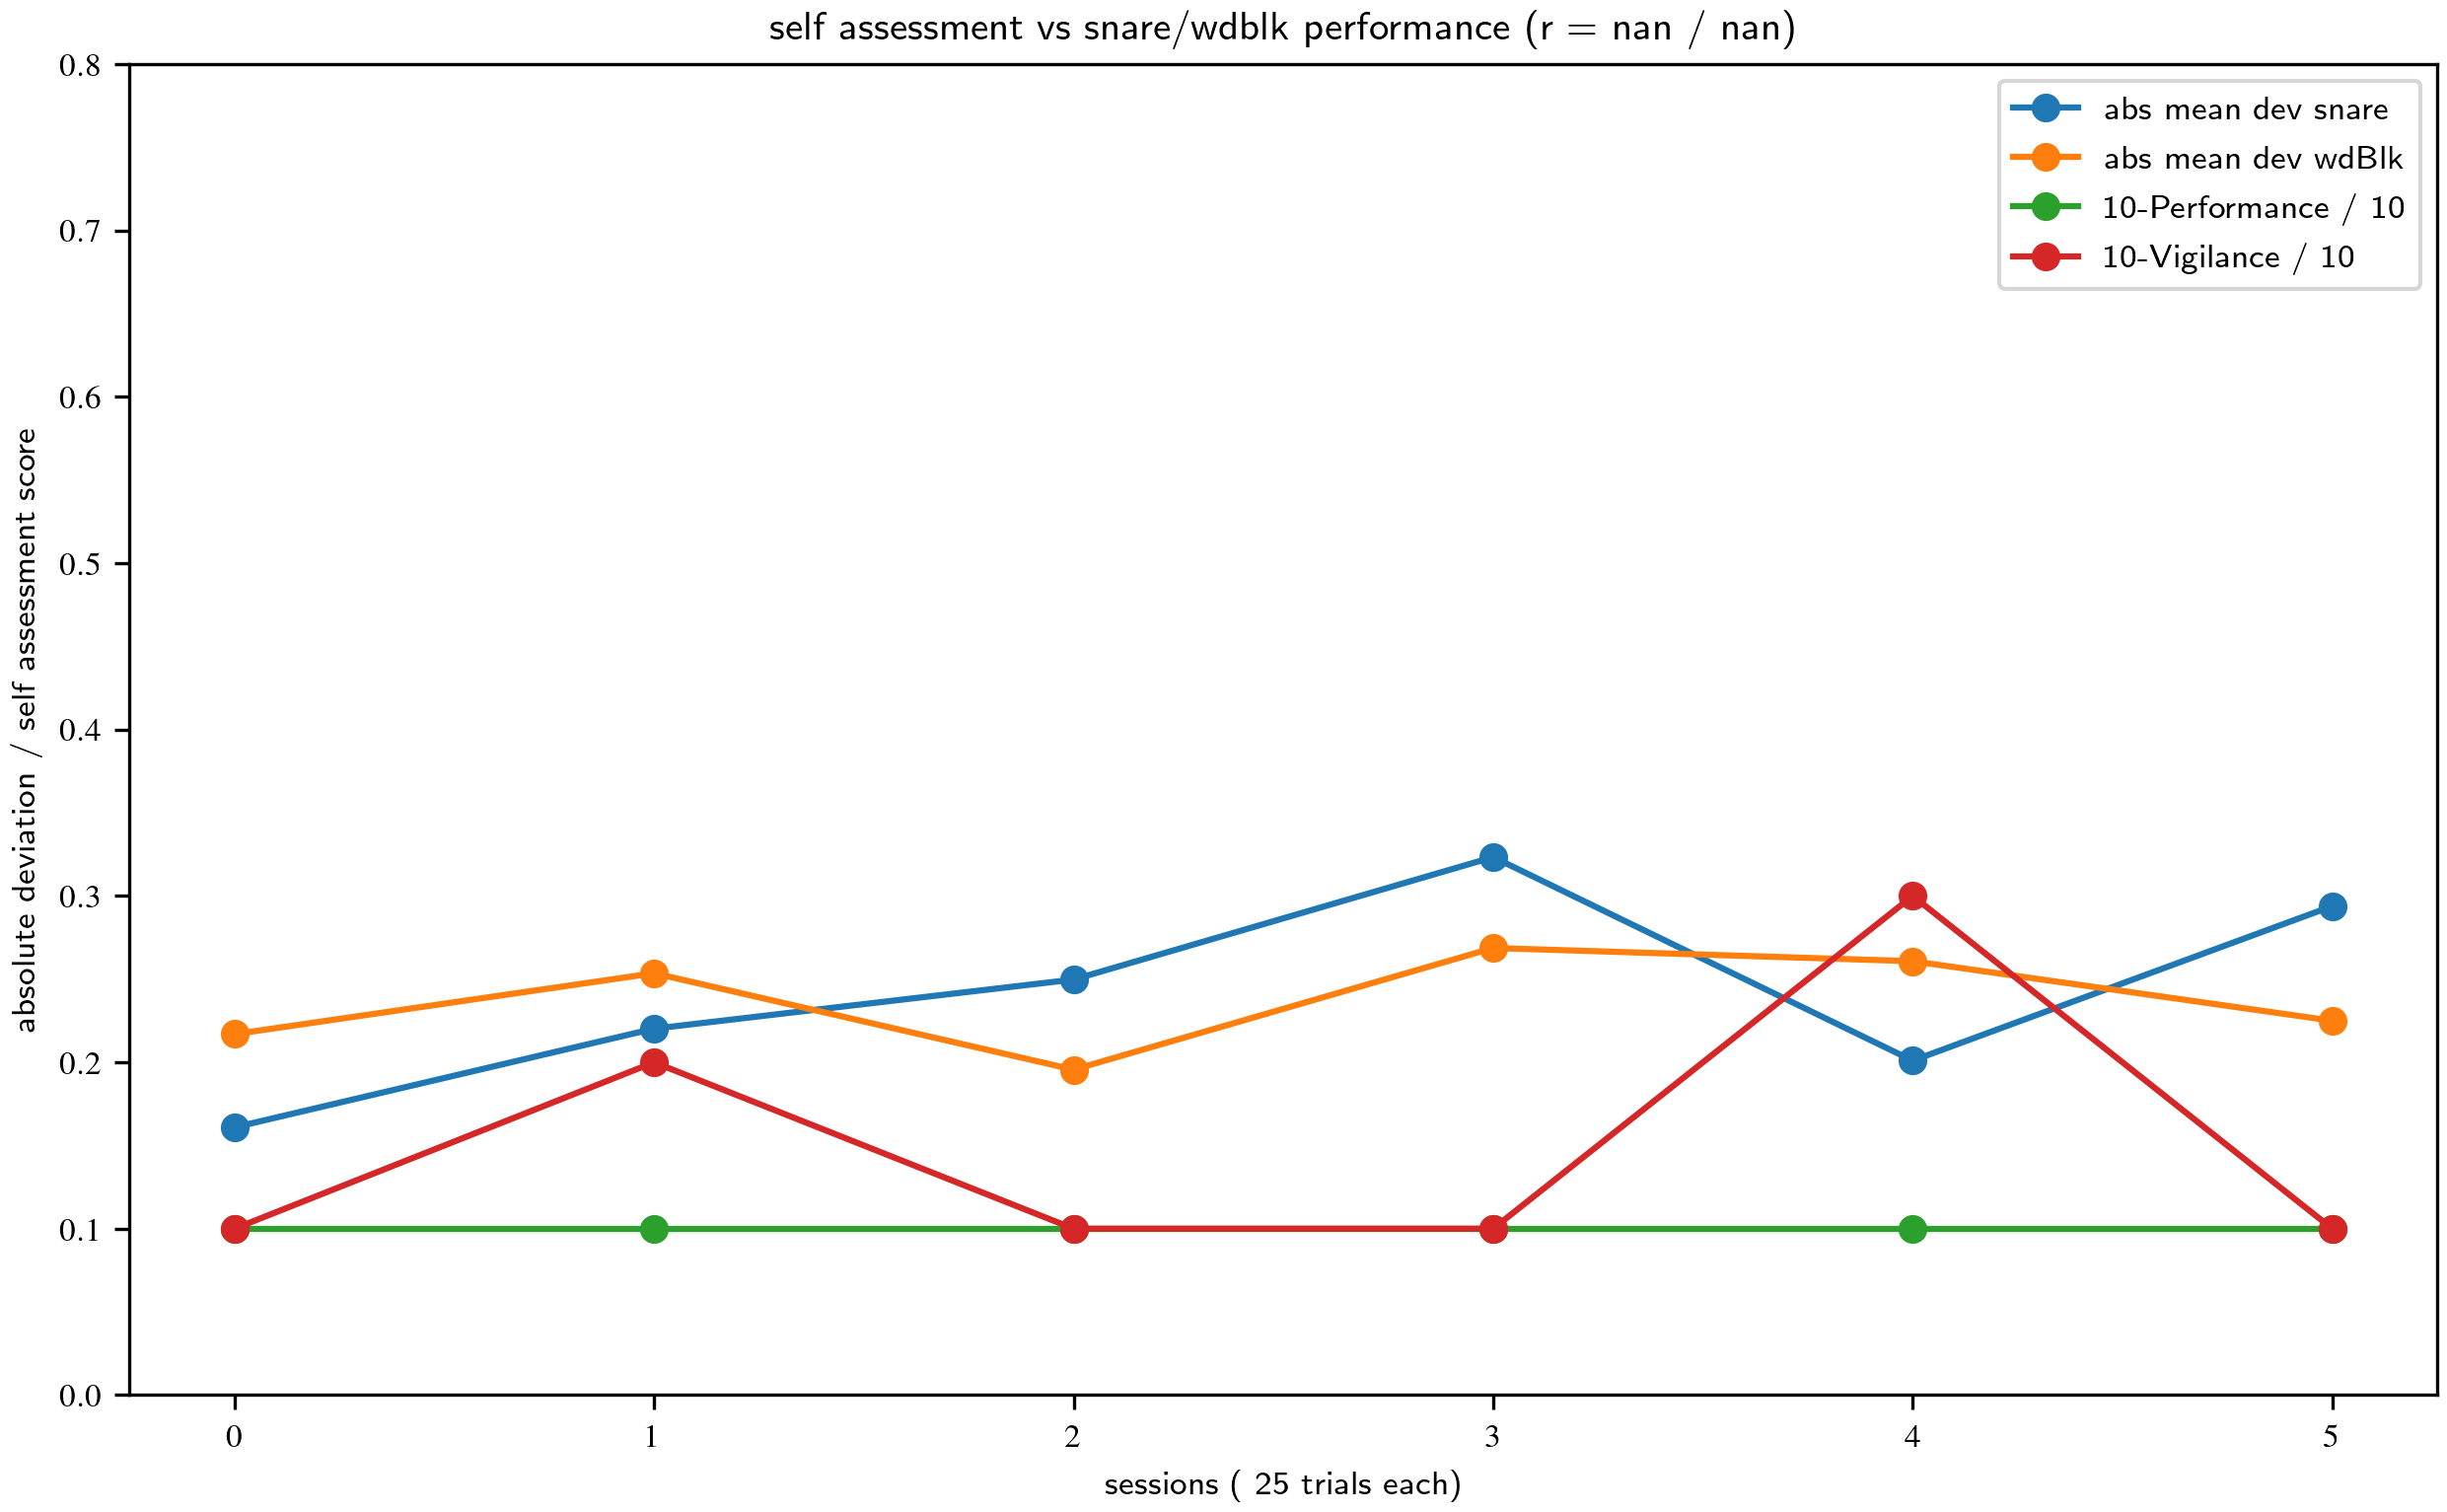 self assessment vs snare/wdblk performance (r = nan / nan)
0.8
0.7
0.6
0.5
0.4
0.3
0.2
0.1
0.0
absolute deviation / self assessment score
abs mean dev snare
abs mean dev wdBlk
10-Performance / 10
10-Vigilance / 10
0 1 2 3 4 5
sessions ( 25 trials each)